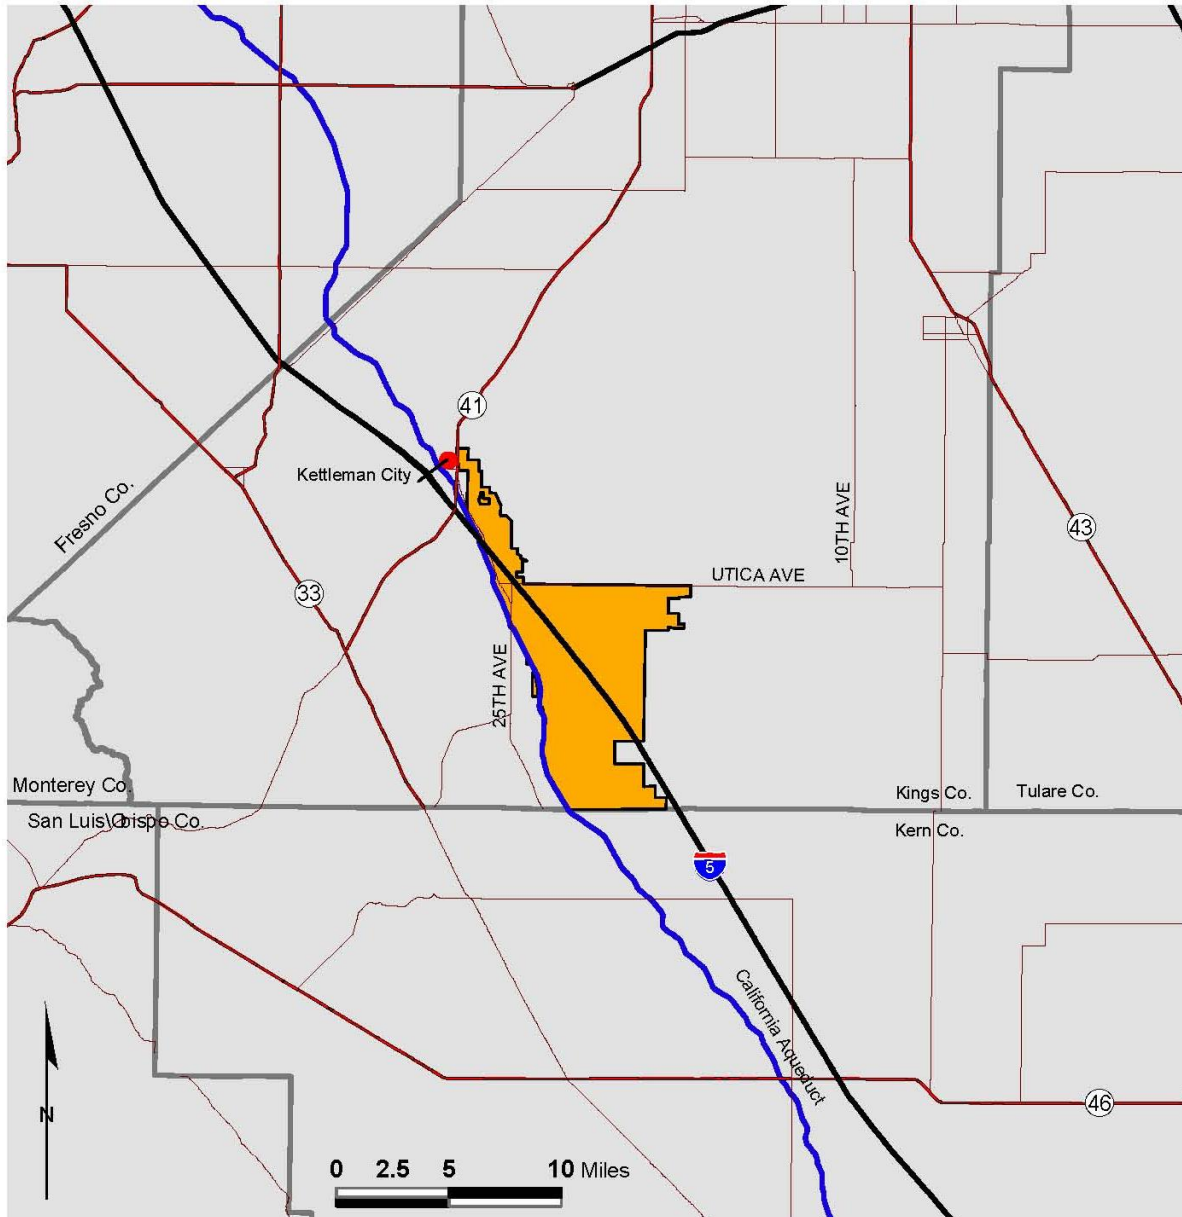 41
Kettleman City
Fresno Co.
10TH AVE
43
UTICA AVE
33
25TH AVE
Monterey Co.
Kings Co.
Tulare Co.
San Luis Obispo Co.
Kern Co.
5
California Aqueduct
N
46
0 2.5 5 10 Miles